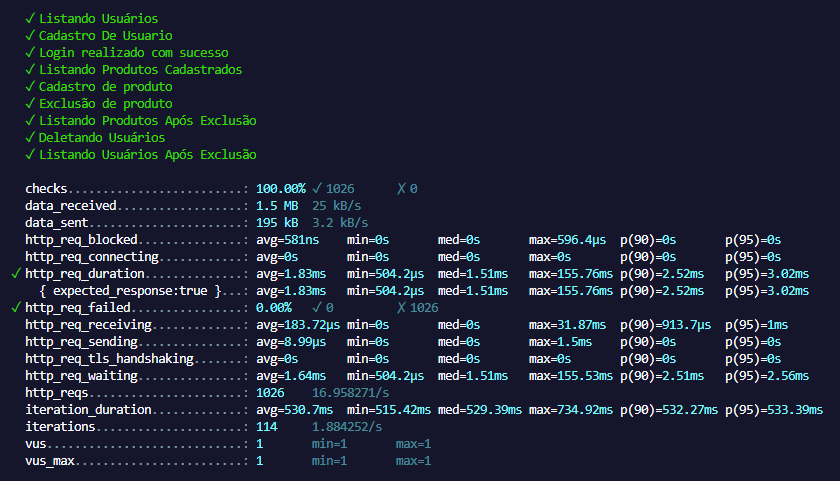 ✓ Listando Usuários
✓ Cadastro De Usuario
✓ Login realizado com sucesso
✓ Listando Produtos Cadastrados
✓ Cadastro de produto
✓ Exclusão de produto
✓ Listando Produtos Após Exclusão
✓ Deletando Usuários
✓ Listando Usuários Após Exclusão
checks.........................: 100.00% ✓ 1026 ✗ 0
data_received..................: 1.5 MB 25 kB/s
data_sent......................: 195 kB 3.2 kB/s
http_req_blocked...............: avg=581ns min=0s med=0s max=596.4µs p(90)=0s p(95)=0s
http_req_connecting............: avg=0s min=0s med=0s max=0s p(90)=0s p(95)=0s
✓ http_req_duration..............: avg=1.83ms min=504.2µs med=1.51ms max=155.76ms p(90)=2.52ms p(95)=3.02ms
{ expected_response:true }...: avg=1.83ms min=504.2µs med=1.51ms max=155.76ms p(90)=2.52ms p(95)=3.02ms
✓ http_req_failed................: 0.00% ✓ 0 ✗ 1026
http_req_receiving.............: avg=183.72µs min=0s med=0s max=31.87ms p(90)=913.7µs p(95)=1ms
http_req_sending...............: avg=8.99µs min=0s med=0s max=1.5ms p(90)=0s p(95)=0s
http_req_tls_handshaking.......: avg=0s min=0s med=0s max=0s p(90)=0s p(95)=0s
http_req_waiting...............: avg=1.64ms min=504.2µs med=1.51ms max=155.53ms p(90)=2.51ms p(95)=2.56ms
http_reqs......................: 1026 16.958271/s
iteration_duration.............: avg=530.7ms min=515.42ms med=529.39ms max=734.92ms p(90)=532.27ms p(95)=533.39ms
iterations.....................: 114 1.884252/s
vus............................: 1 min=1 max=1
vus_max........................: 1 min=1 max=1